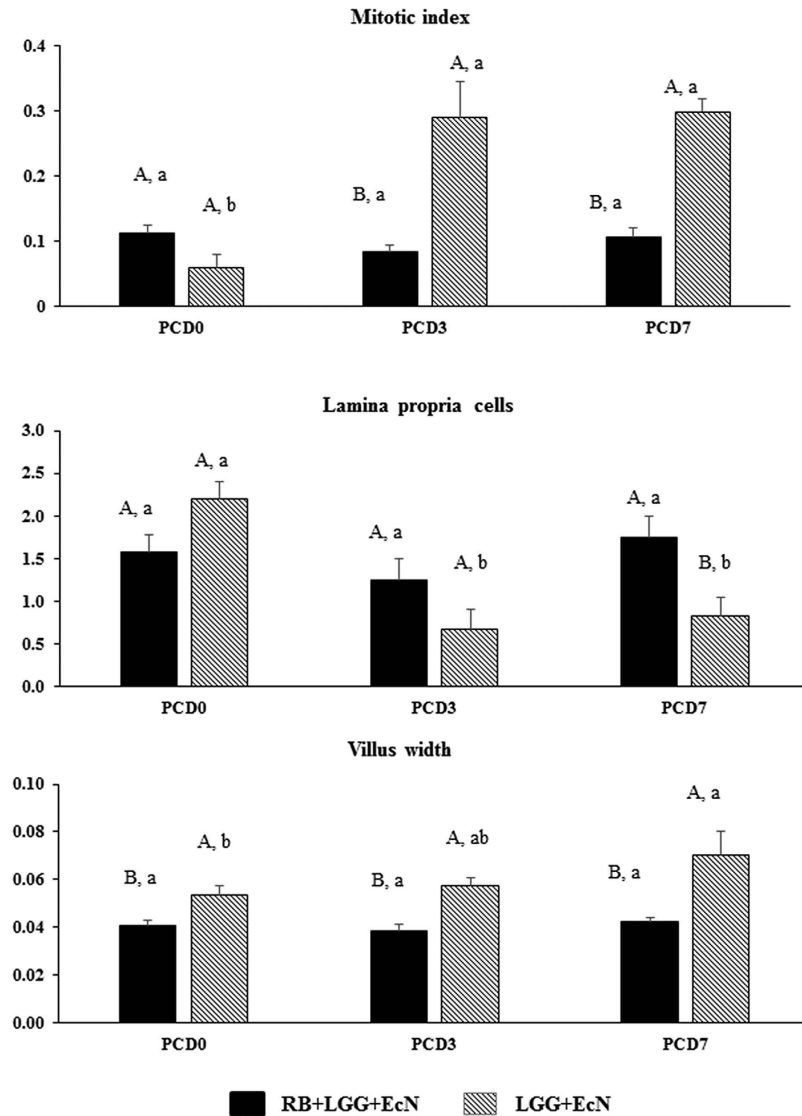 Mitotic index
0.4
0.3
0.2
0.1
0
A, a
A, b
B, a
A, a
B, a
A, a
PCD0 PCD3 PCD7
Lamina propria cells
3.0
2.5
2.0
1.5
1.0
0.5
0.0
A, a
A, a
A, a
A, b
A, a
B, b
PCD0 PCD3 PCD7
Villus width
0.10
0.08
0.06
0.04
0.02
0.00
B, a
A, b
B, a
A, ab
B, a
A, a
PCD0 PCD3 PCD7
RB+LGG+EcN LGG+EcN